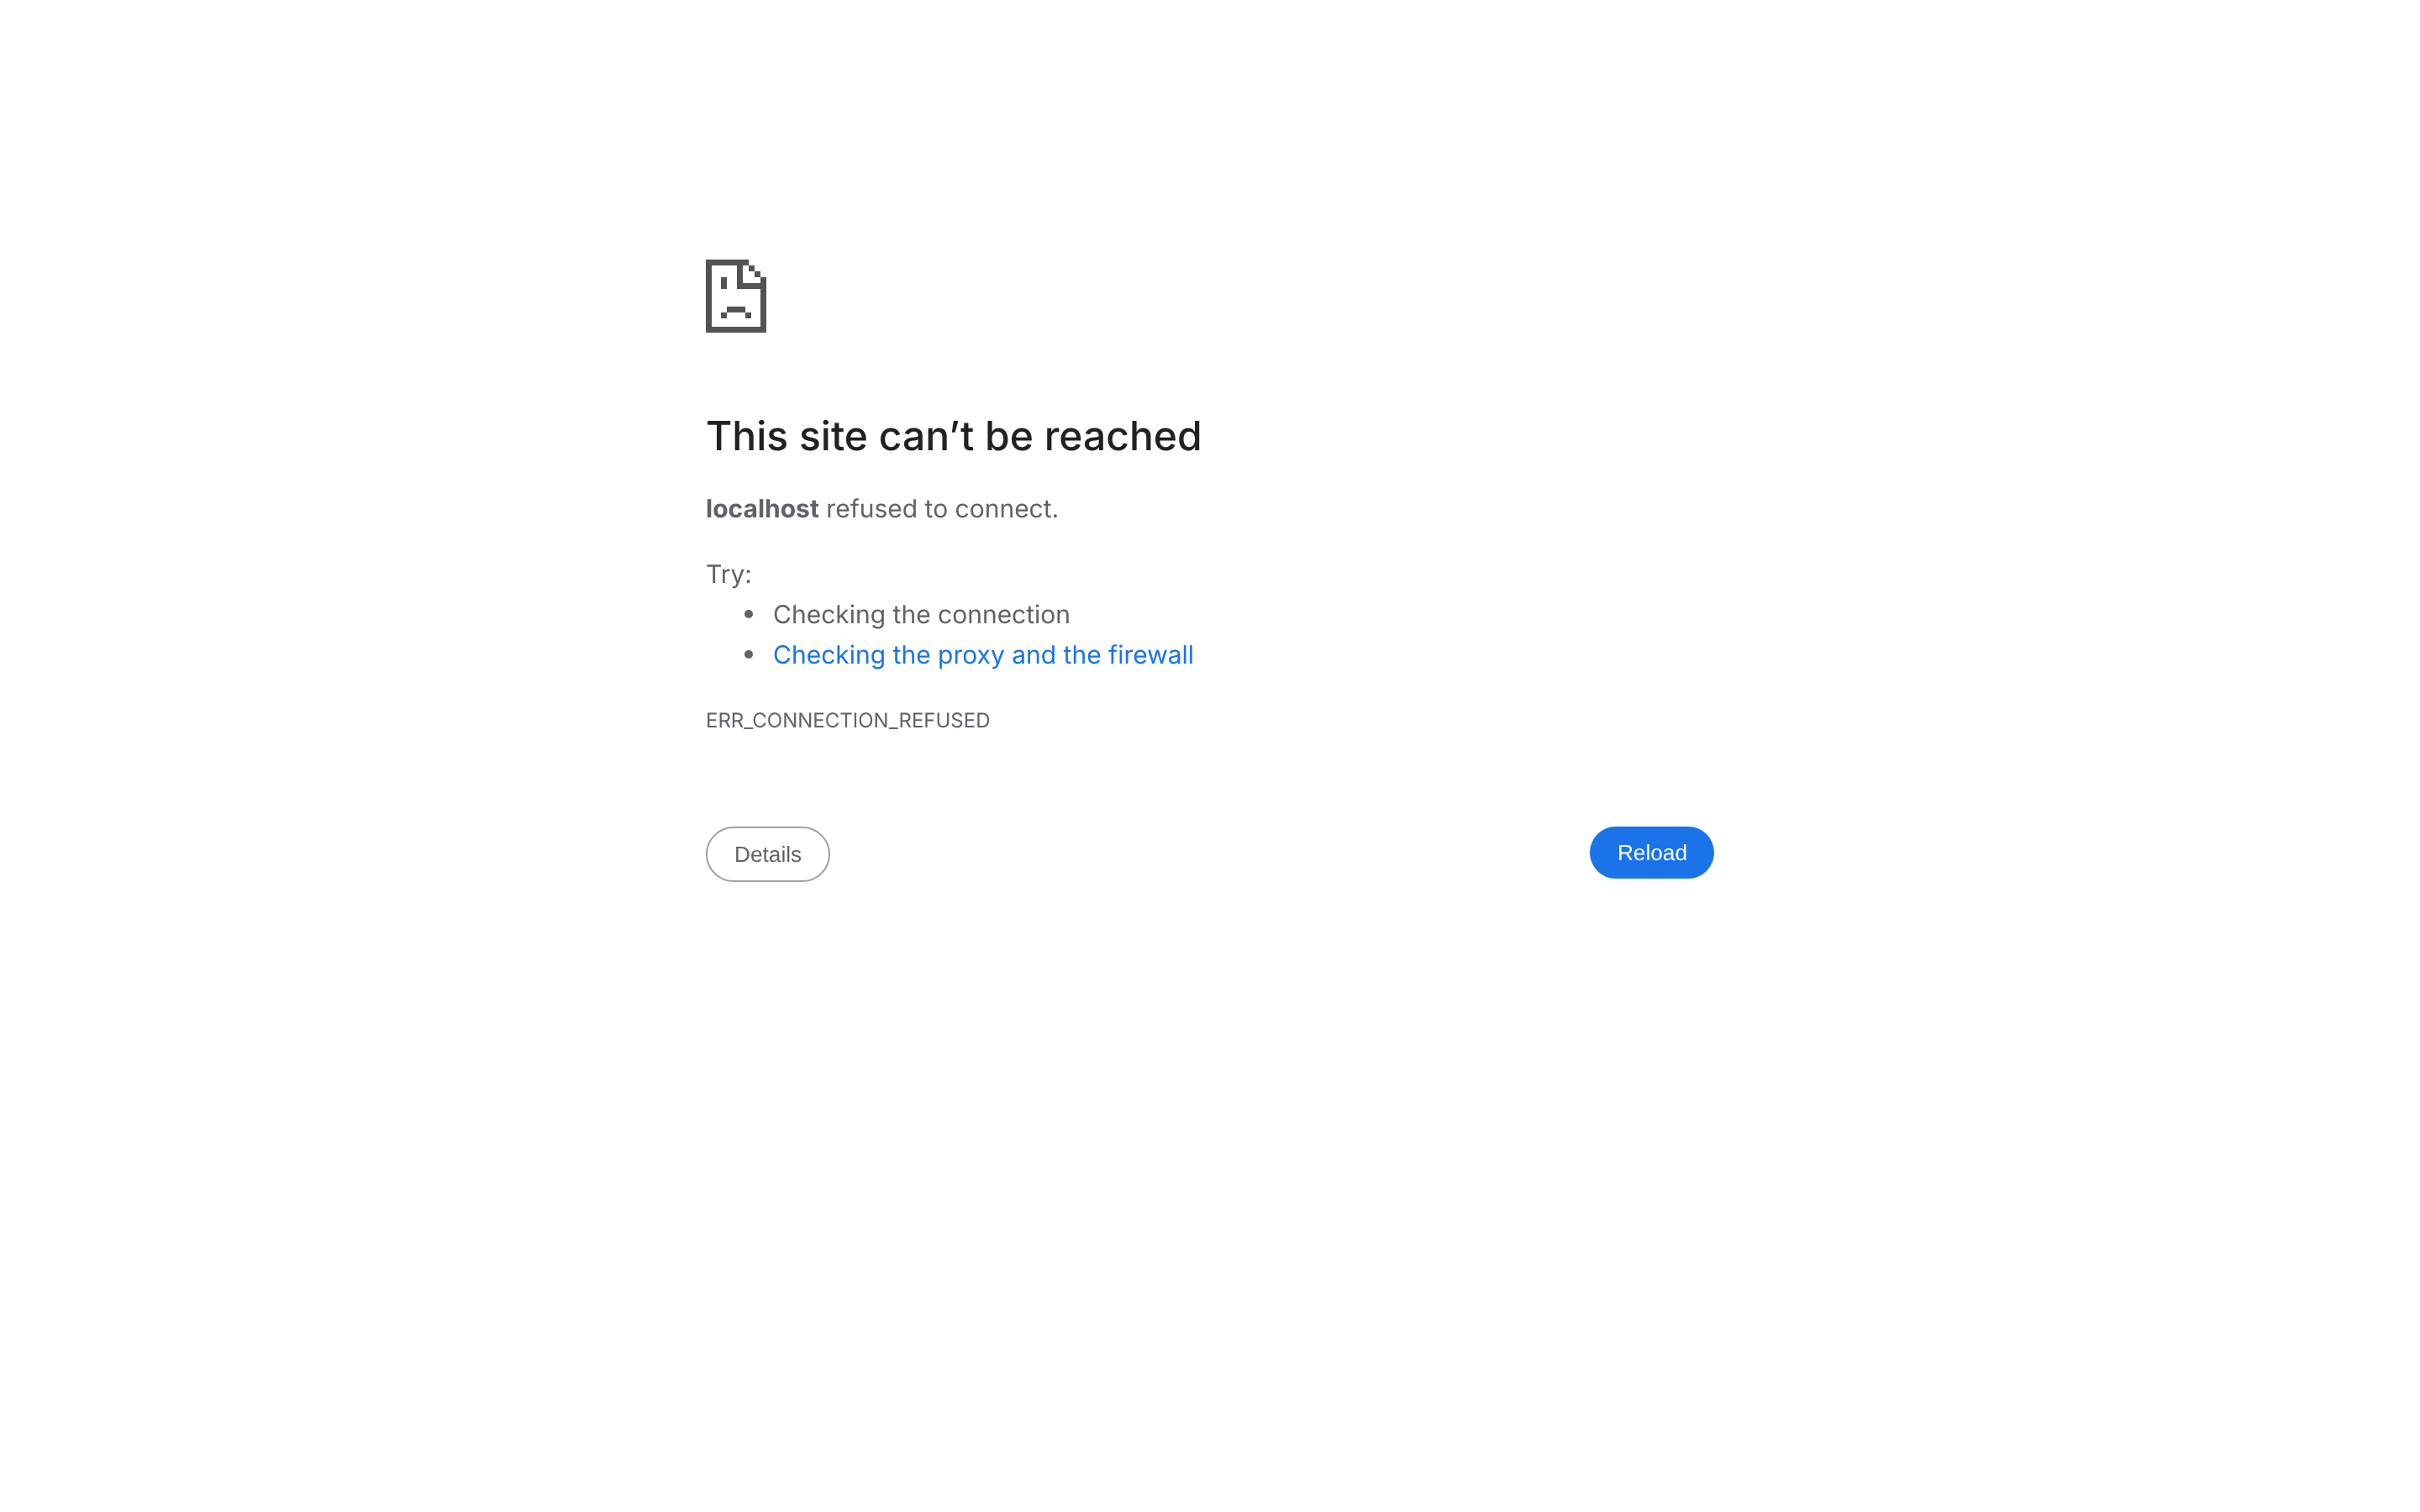 This site can’t be reached
localhost refused to connect.
Try:
• Checking the connection
• Checking the proxy and the firewall
ERR_CONNECTION_REFUSED
Details
Reload